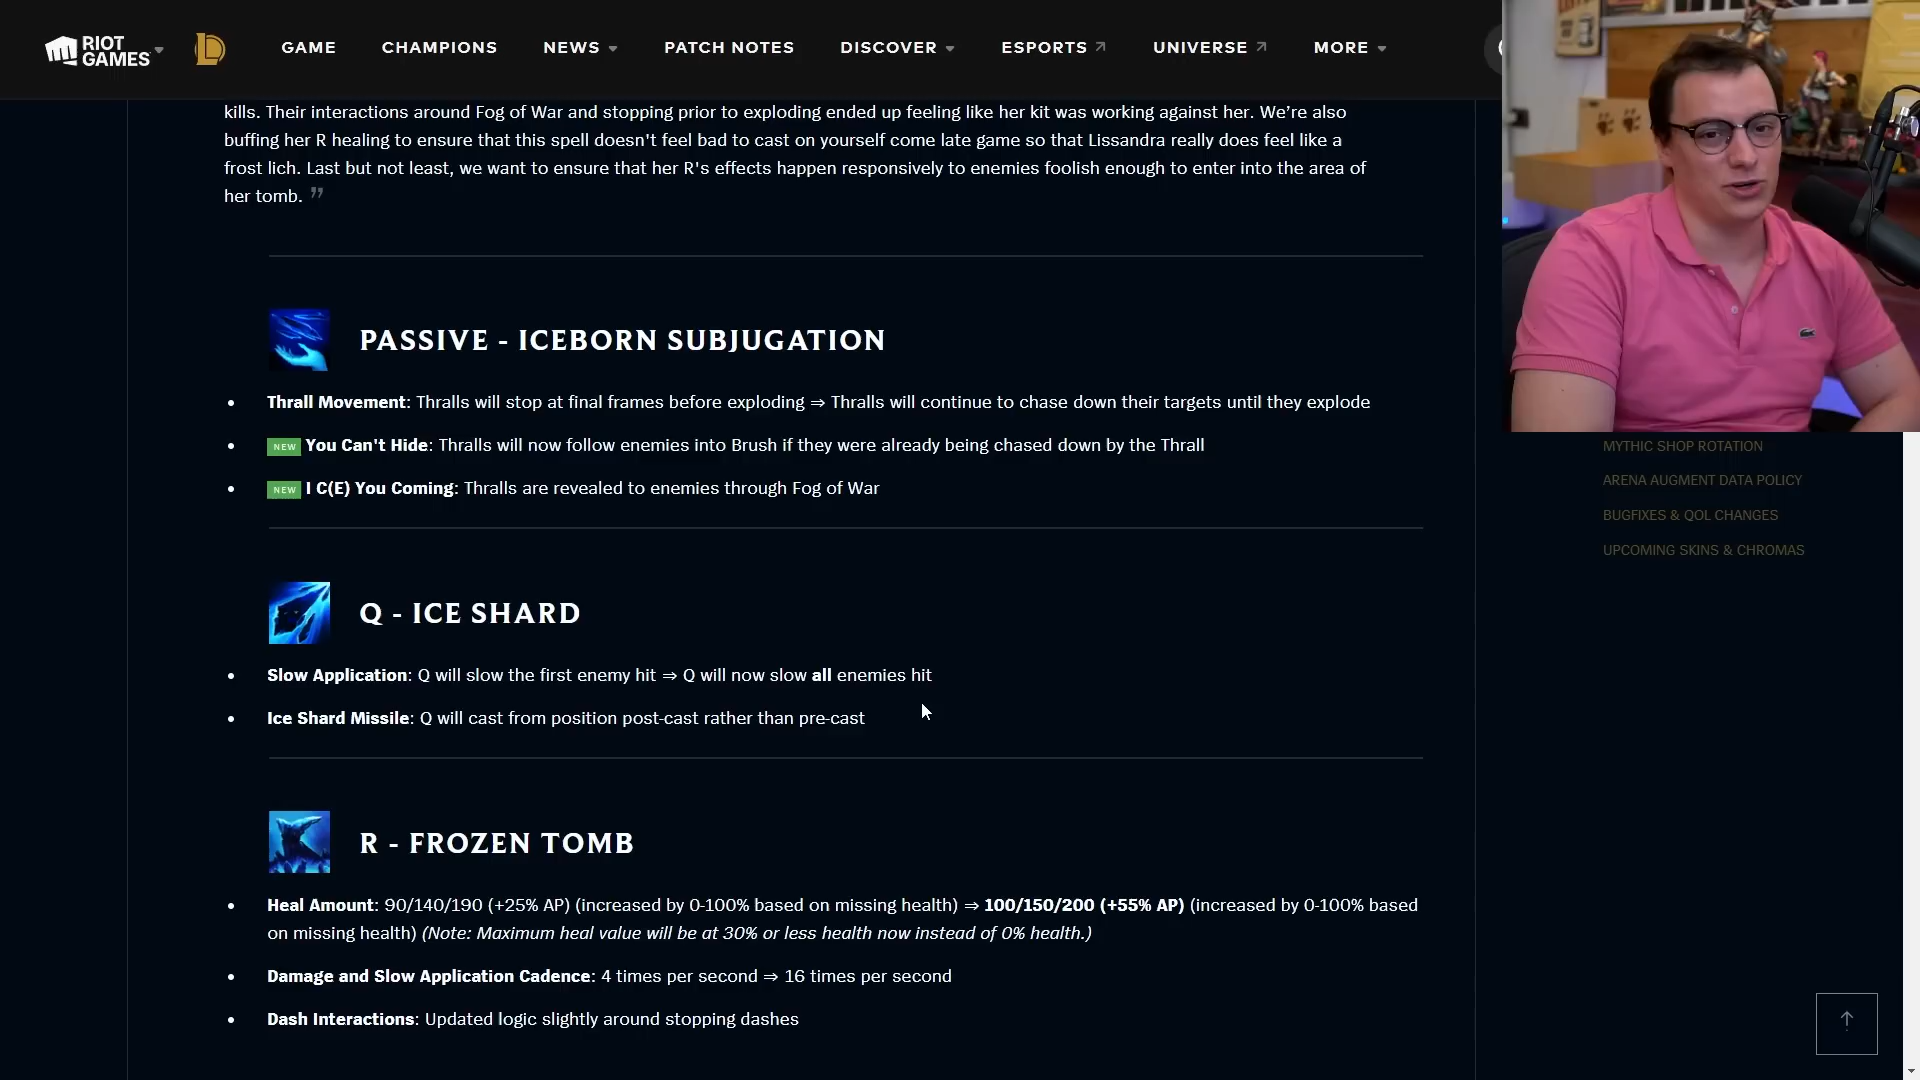 RIOT GAMES
GAME
CHAMPIONS
NEWS
PATCH NOTES
DISCOVER
ESPORTS
UNIVERSE
MORE
kills. Their interactions around Fog of War and stopping prior to exploding ended up feeling like her kit was working against her. We’re also
buffing her R healing to ensure that this spell doesn't feel bad to cast on yourself come late game so that Lissandra really does feel like a
frost lich. Last but not least, we want to ensure that her R's effects happen responsively to enemies foolish enough to enter into the area of
her tomb. ”
PASSIVE - ICEBORN SUBJUGATION
• Thrall Movement: Thralls will stop at final frames before exploding ⇒ Thralls will continue to chase down their targets until they explode
• NEW You Can't Hide: Thralls will now follow enemies into Brush if they were already being chased down by the Thrall
• NEW I C(E) You Coming: Thralls are revealed to enemies through Fog of War
Q - ICE SHARD
• Slow Application: Q will slow the first enemy hit ⇒ Q will now slow all enemies hit
• Ice Shard Missile: Q will cast from position post-cast rather than pre-cast
R - FROZEN TOMB
• Heal Amount: 90/140/190 (+25% AP) (increased by 0-100% based on missing health) ⇒ 100/150/200 (+55% AP) (increased by 0-100% based
on missing health) (Note: Maximum heal value will be at 30% or less health now instead of 0% health.)
• Damage and Slow Application Cadence: 4 times per second ⇒ 16 times per second
• Dash Interactions: Updated logic slightly around stopping dashes
MYTHIC SHOP ROTATION
ARENA AUGMENT DATA POLICY
BUGFIXES & QOL CHANGES
UPCOMING SKINS & CHROMAS